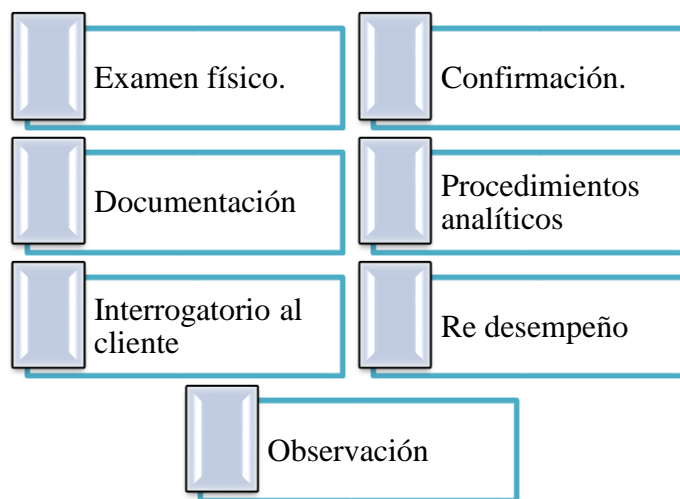 Examen físico.
Confirmación.
Documentación
Procedimientos
analíticos
Interrogatorio al
cliente
Re desempeño
Observación